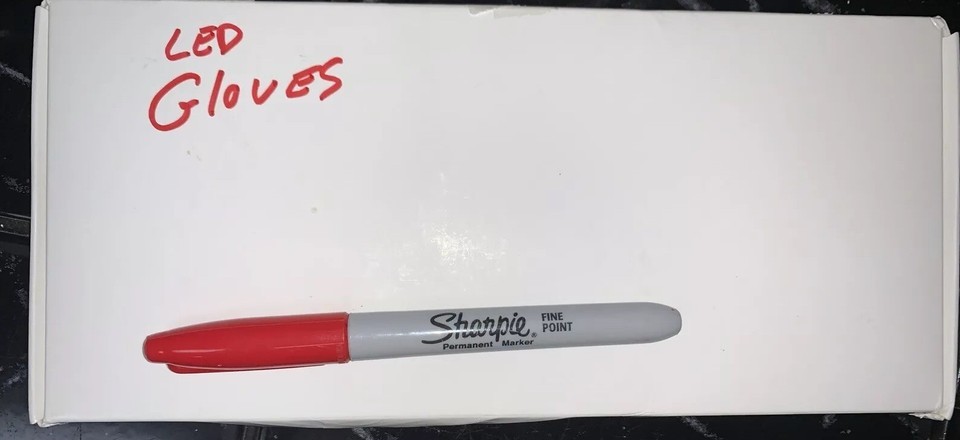 LED
GlOVES
Sharpie® FINE
POINT
Permanent Marker